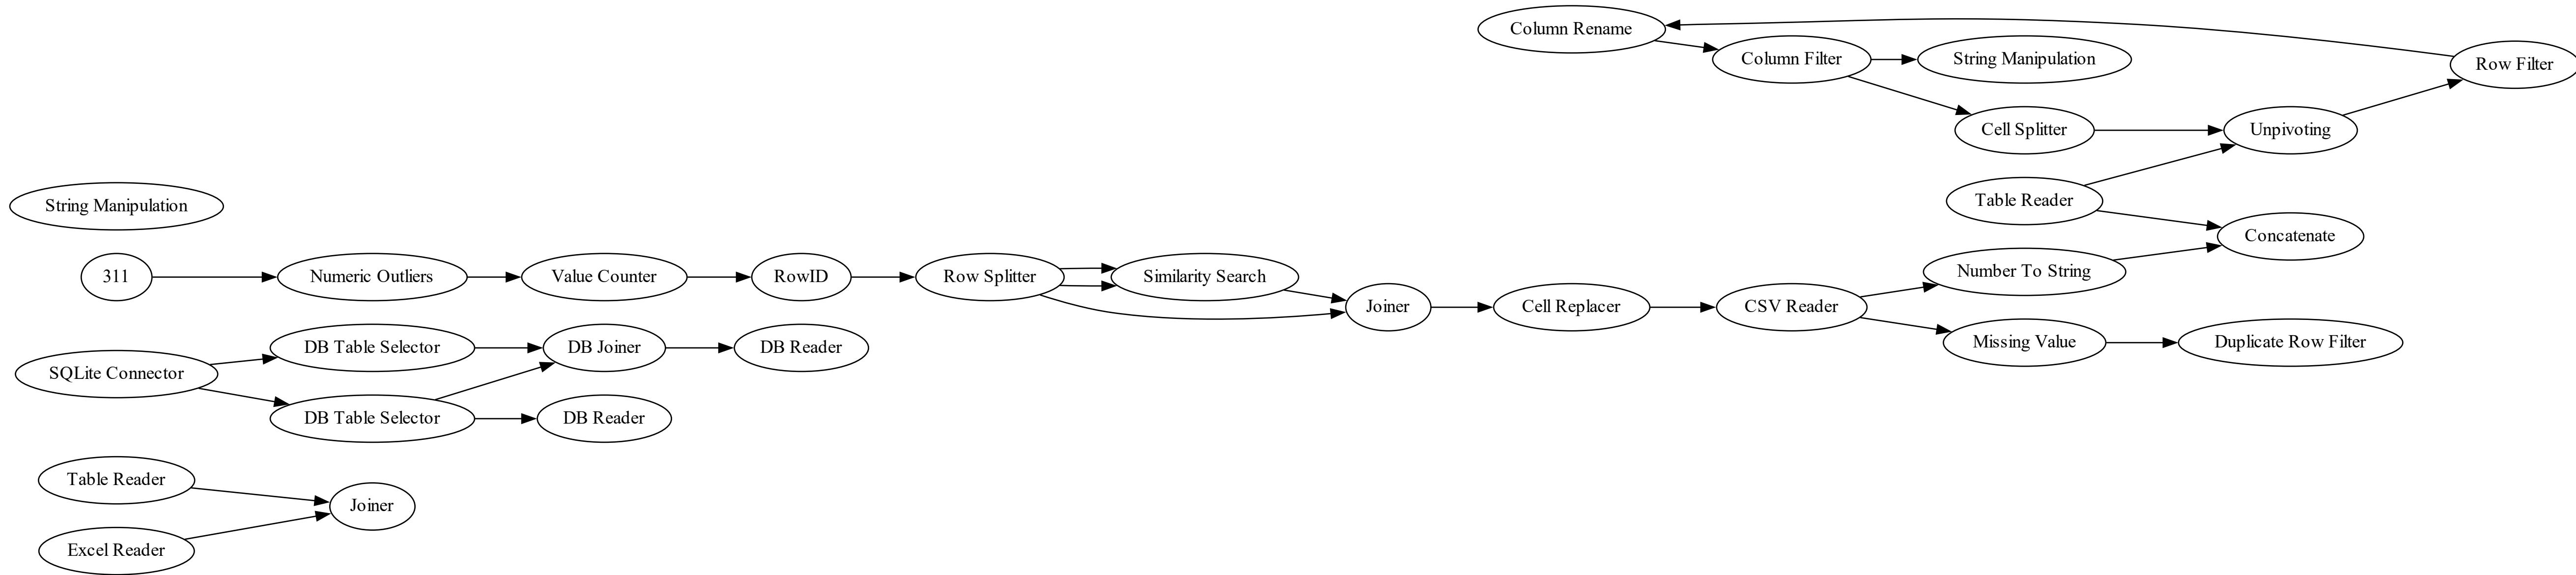 Column Rename
Column Filter
String Manipulation
Row Filter
Cell Splitter
Unpivoting
String Manipulation
Table Reader
Concatenate
311
Numeric Outliers
Value Counter
RowID
Row Splitter
Similarity Search
Number To String
Joiner
Cell Replacer
CSV Reader
SQLite Connector
DB Table Selector
DB Joiner
DB Reader
Missing Value
Duplicate Row Filter
DB Table Selector
DB Reader
Table Reader
Joiner
Excel Reader